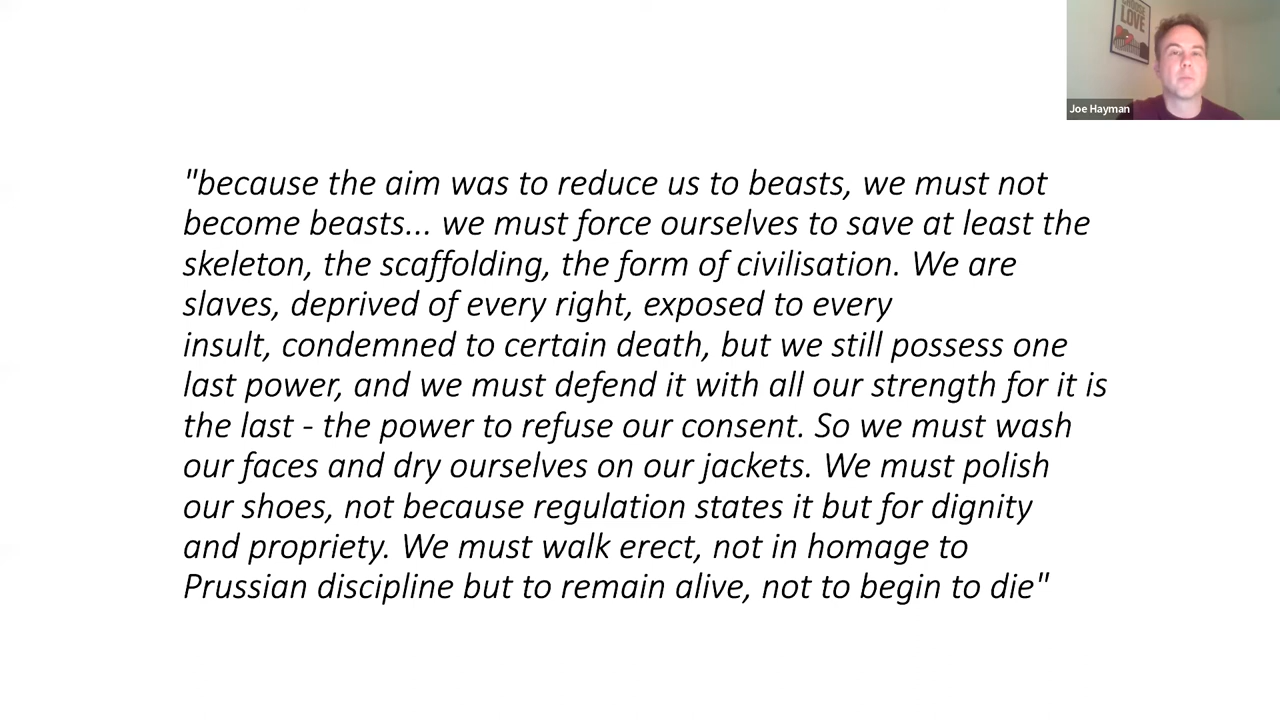 CHOOSE
LOVE
Joe Hayman
"because the aim was to reduce us to beasts, we must not
become beasts... we must force ourselves to save at least the
skeleton, the scaffolding, the form of civilisation. We are
slaves, deprived of every right, exposed to every
insult, condemned to certain death, but we still possess one
last power, and we must defend it with all our strength for it is
the last - the power to refuse our consent. So we must wash
our faces and dry ourselves on our jackets. We must polish
our shoes, not because regulation states it but for dignity
and propriety. We must walk erect, not in homage to
Prussian discipline but to remain alive, not to begin to die"